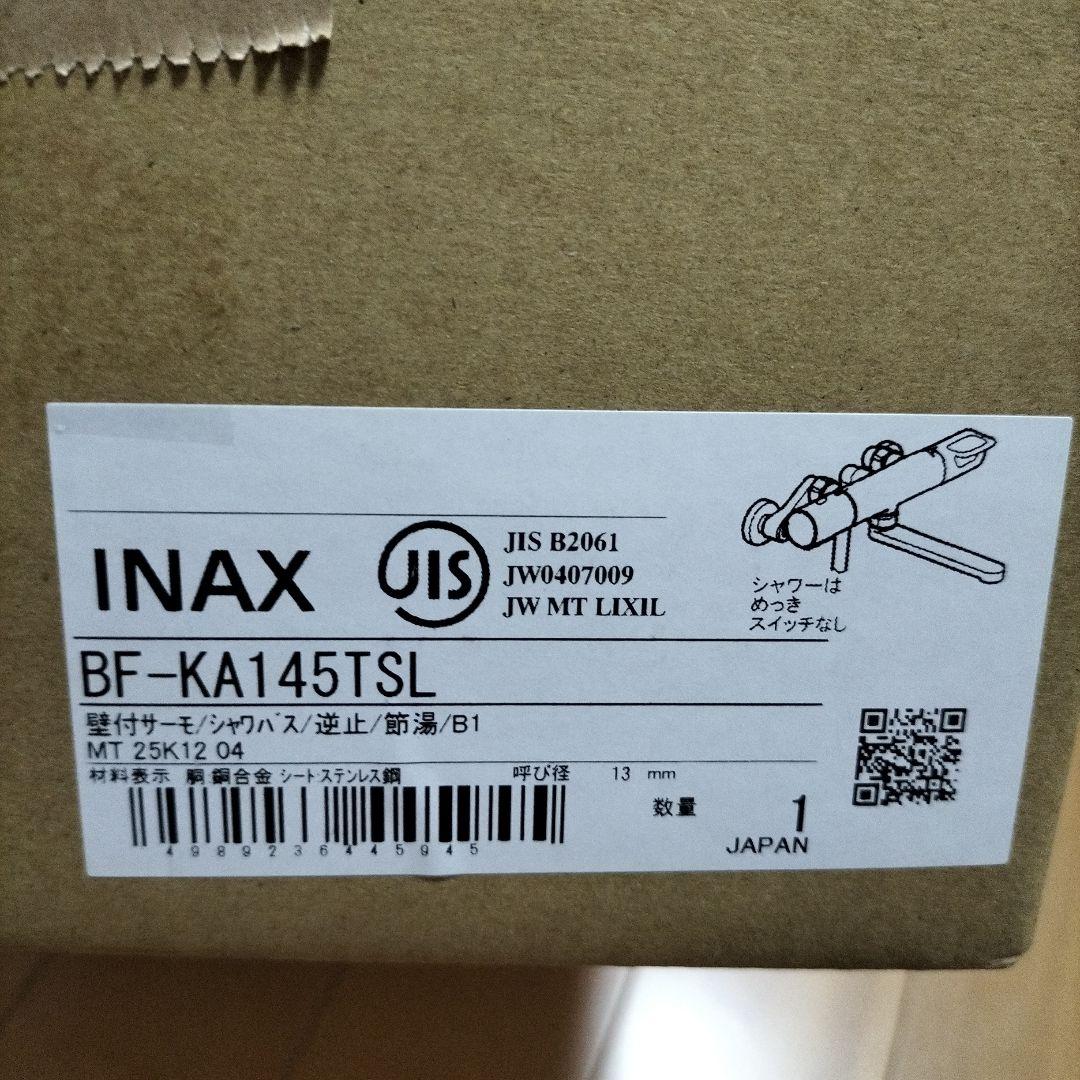 INAX
JIS
JIS B2061
JW0407009
JW MT LIXIL
シャワーは
めっき
スイッチなし
BF-KA145TSL
壁付サーモ/シャワバス/逆止/節湯/B1
MT 25K12 04
材料表示 胴:銅合金 シート:ステンレス鋼 呼び径 13 mm
数量 1
JAPAN
4989236445945